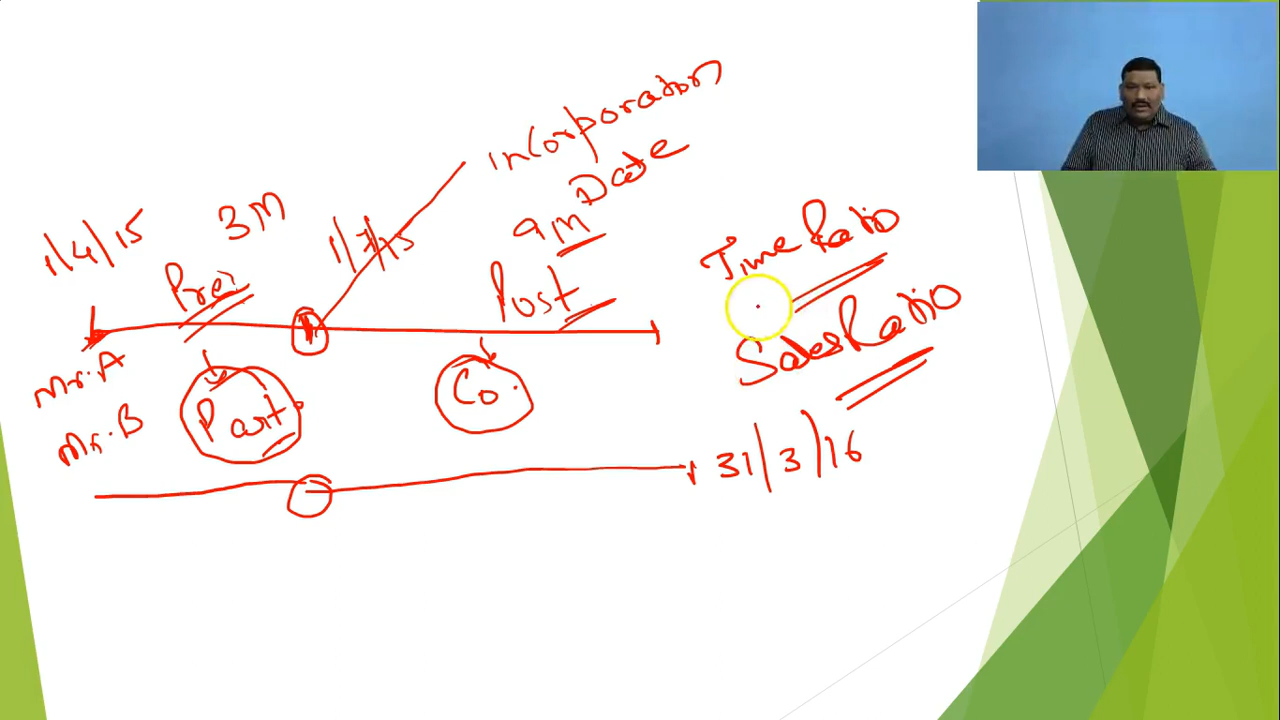 incorporation
Date
1/4/15 3M 1/7/15 9M
Pre Post
Time Ratio
Sales Ratio
Mr. A
Mr. B
Part. Co.
31/3/16